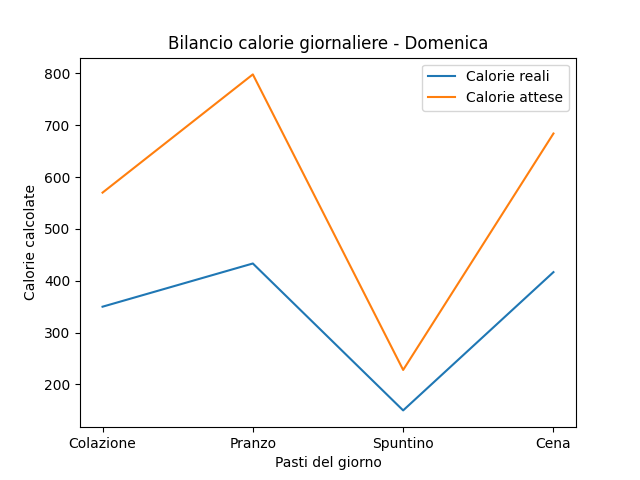 Bilancio calorie giornaliere - Domenica
Calorie reali
Calorie attese
Calorie calcolate
800
700
600
500
400
300
200
Colazione Pranzo Spuntino Cena
Pasti del giorno